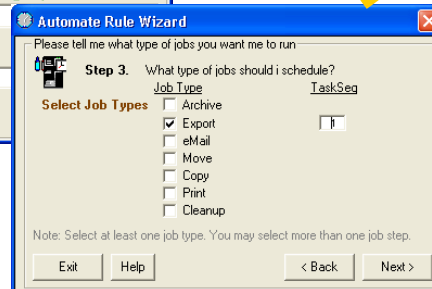 Automate Rule Wizard
Please tell me what type of jobs you want me to run
Step 3. What type of jobs should i schedule?
Job Type TaskSeq
Select Job Types Archive
Export 1
eMail
Move
Copy
Print
Cleanup
Note: Select at least one job type. You may select more than one job step.
Exit Help < Back Next >